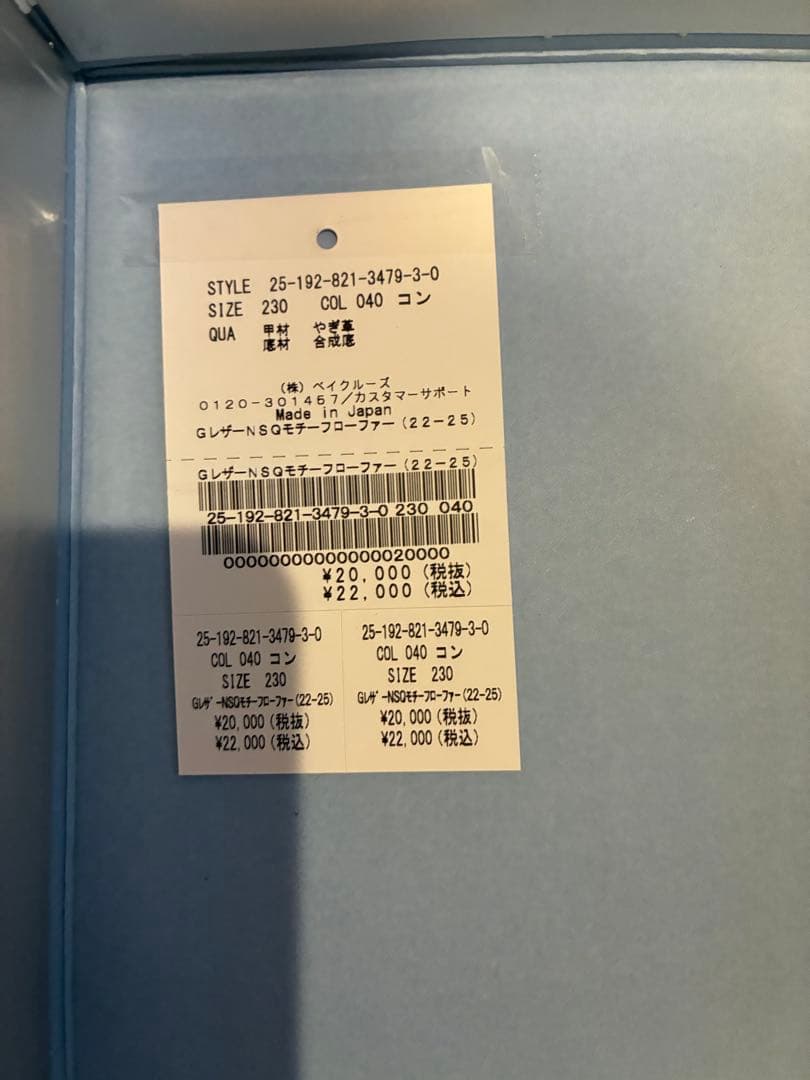 STYLE 25-192-821-3479-3-0
SIZE 230 COL 040 コン
QUA 甲材 やぎ革
底材 合成底
(株) ベイクルーズ
0120-301457/カスタマーサポート
Made in Japan
GレザーNSQモチーフローファー(22-25)
GレザーNSQモチーフローファー(22-25)
25-192-821-3479-3-0 230 040
00000000000000020000
¥20,000 (税抜)
¥22,000 (税込)
25-192-821-3479-3-0
COL 040 コン
SIZE 230
GレザーNSQモチーフローファー(22-25)
¥20,000 (税抜)
¥22,000 (税込)
25-192-821-3479-3-0
COL 040 コン
SIZE 230
GレザーNSQモチーフローファー(22-25)
¥20,000 (税抜)
¥22,000 (税込)